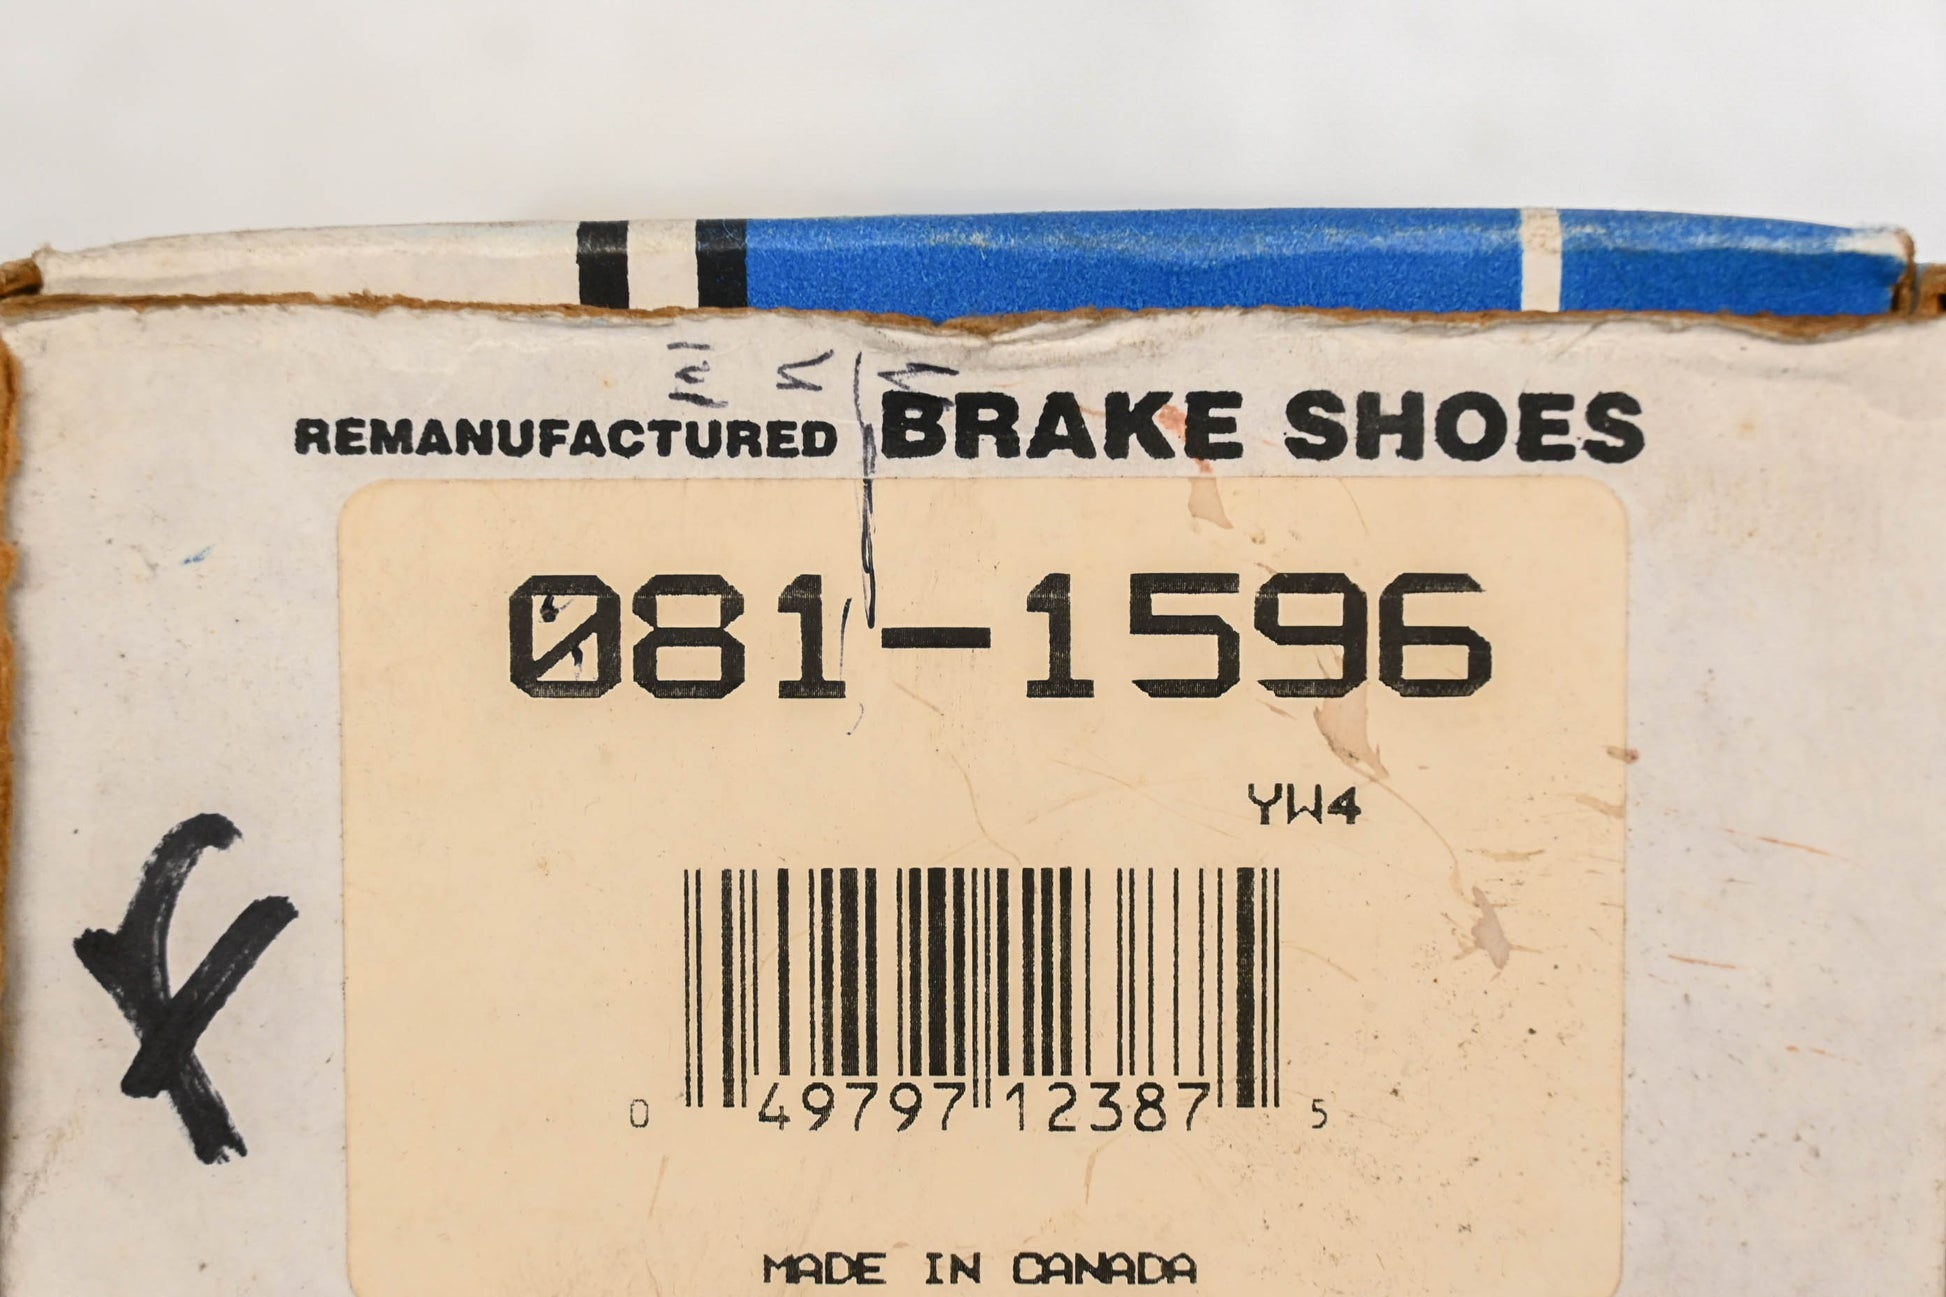 REMANUFACTURED BRAKE SHOES
081-1596
YW4
0 49797 12387 5
MADE IN CANADA